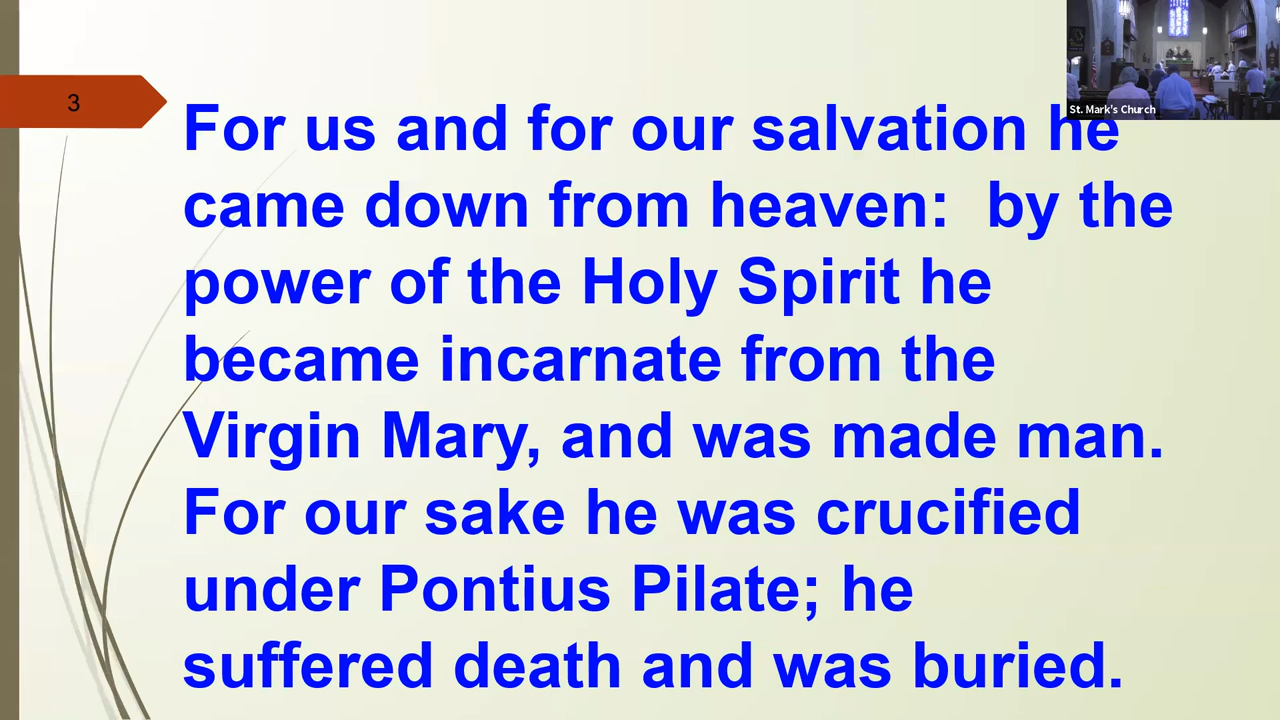 3
St. Mark's Church
For us and for our salvation he
came down from heaven:  by the
power of the Holy Spirit he
became incarnate from the
Virgin Mary, and was made man.
For our sake he was crucified
under Pontius Pilate; he
suffered death and was buried.